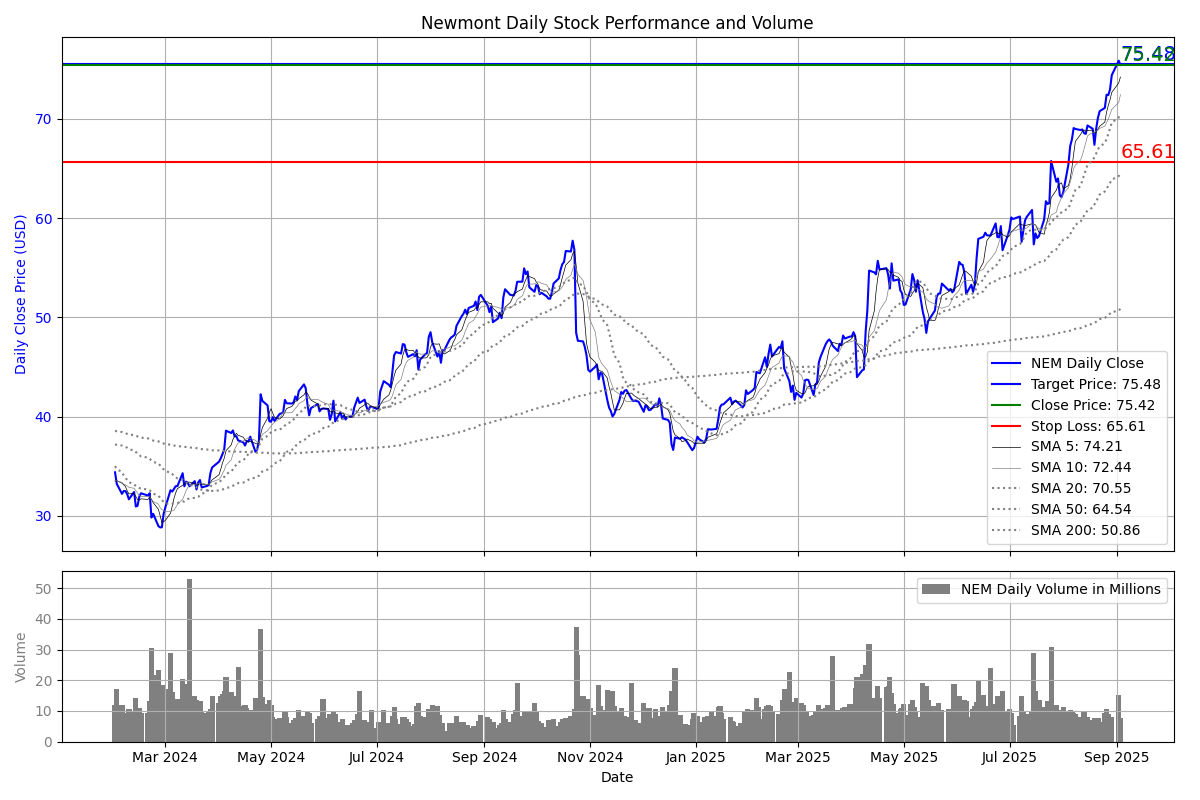 Newmont Daily Stock Performance and Volume
75.48
75.42
65.61
Daily Close Price (USD)
70
60
50
40
30
NEM Daily Close
Target Price: 75.48
Close Price: 75.42
Stop Loss: 65.61
SMA 5: 74.21
SMA 10: 72.44
SMA 20: 70.55
SMA 50: 64.54
SMA 200: 50.86
Volume
50
40
30
20
10
0
NEM Daily Volume in Millions
Mar 2024 May 2024 Jul 2024 Sep 2024 Nov 2024 Jan 2025 Mar 2025 May 2025 Jul 2025 Sep 2025
Date